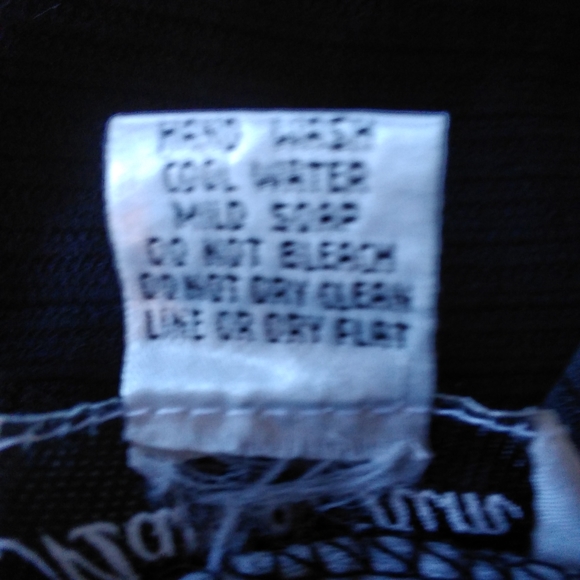 HAND WASH
COOL WATER
MILD SOAP
DO NOT BLEACH
DO NOT DRY CLEAN
LINE OR DRY FLAT